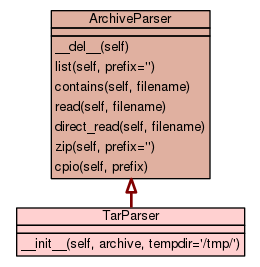 ArchiveParser
__del__(self)
list(self, prefix='')
contains(self, filename)
read(self, filename)
direct_read(self, filename)
zip(self, prefix='')
cpio(self, prefix)
TarParser
__init__(self, archive, tempdir='/tmp/')